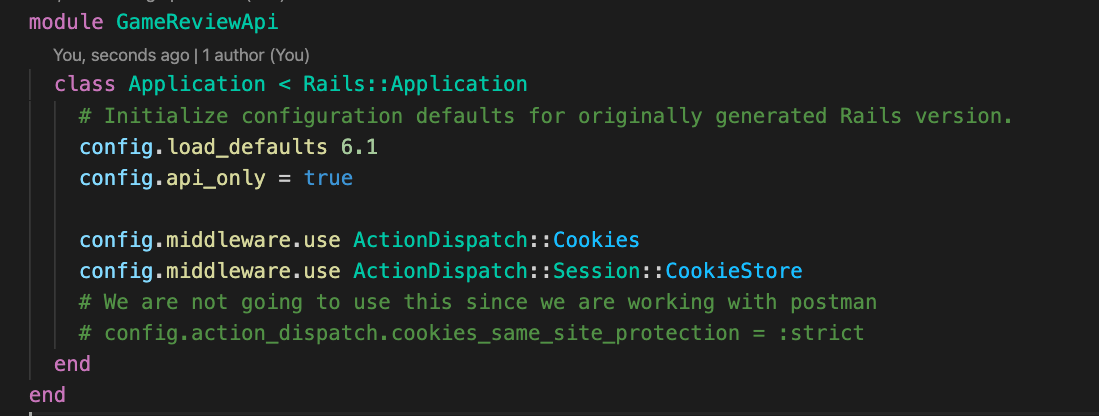 module GameReviewApi
You, seconds ago | 1 author (You)
class Application < Rails::Application
# Initialize configuration defaults for originally generated Rails version.
config.load_defaults 6.1
config.api_only = true
config.middleware.use ActionDispatch::Cookies
config.middleware.use ActionDispatch::Session::CookieStore
# We are not going to use this since we are working with postman
# config.action_dispatch.cookies_same_site_protection = :strict
end
end